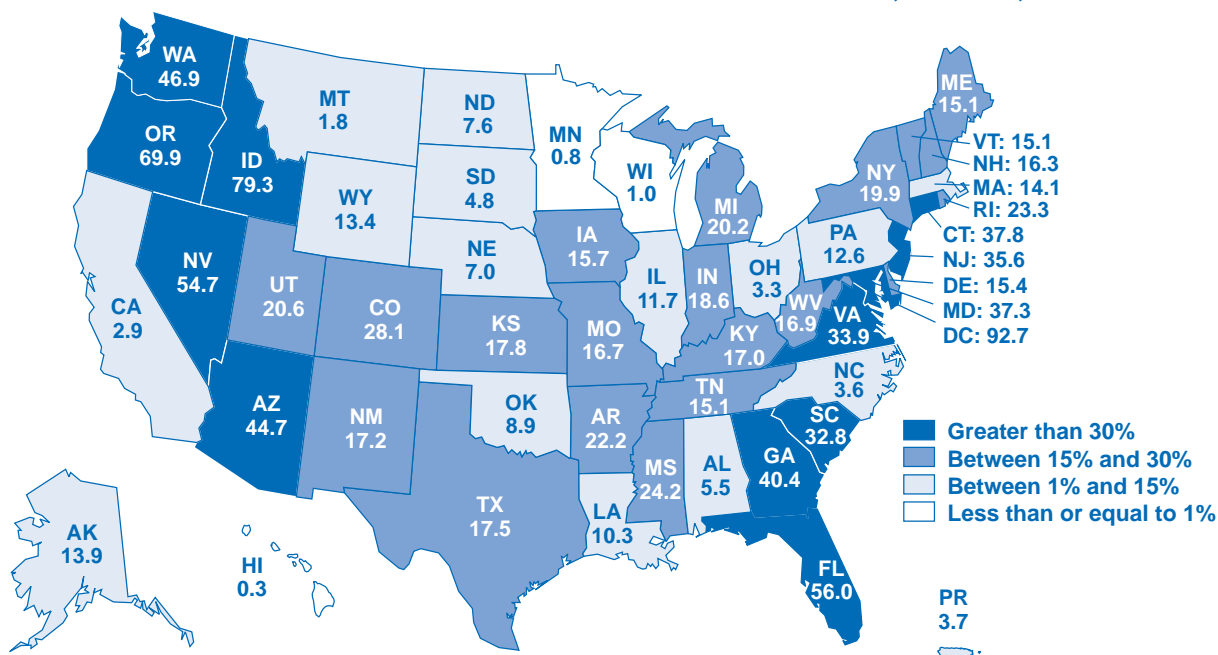 WA
46.9
OR
69.9
ID
79.3
MT
1.8
ND
7.6
MN
0.8
SD
4.8
WY
13.4
WI
1.0
MI
20.2
NY
19.9
ME
15.1
VT: 15.1
NH: 16.3
MA: 14.1
RI: 23.3
CT: 37.8
NJ: 35.6
DE: 15.4
MD: 37.3
DC: 92.7
NV
54.7
CA
2.9
UT
20.6
CO
28.1
NE
7.0
IA
15.7
IL
11.7
IN
18.6
OH
3.3
PA
12.6
WV
16.9
VA
33.9
KS
17.8
MO
16.7
KY
17.0
NC
3.6
TN
15.1
AZ
44.7
NM
17.2
OK
8.9
AR
22.2
SC
32.8
MS
24.2
AL
5.5
GA
40.4
TX
17.5
LA
10.3
FL
56.0
AK
13.9
HI
0.3
PR
3.7
Greater than 30%
Between 15% and 30%
Between 1% and 15%
Less than or equal to 1%